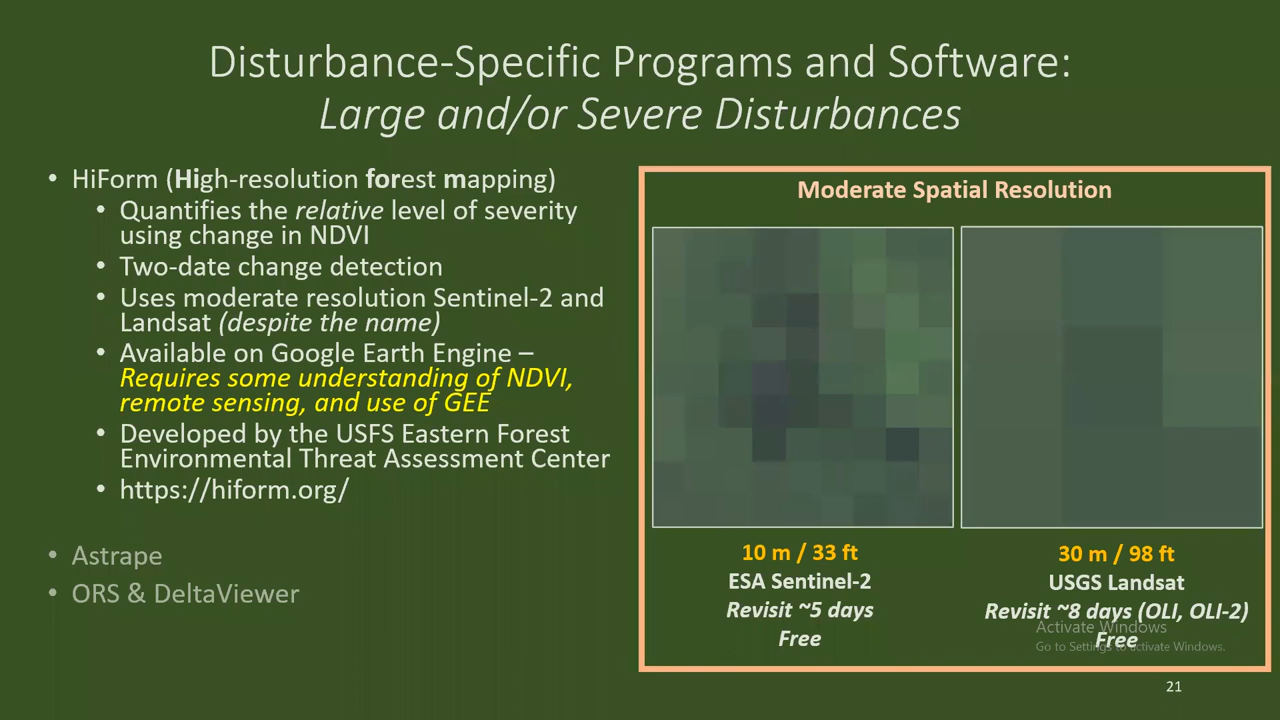 Disturbance-Specific Programs and Software:
Large and/or Severe Disturbances
• HiForm (High-resolution forest mapping)
• Quantifies the relative level of severity
using change in NDVI
• Two-date change detection
• Uses moderate resolution Sentinel-2 and
Landsat (despite the name)
• Available on Google Earth Engine –
Requires some understanding of NDVI,
remote sensing, and use of GEE
• Developed by the USFS Eastern Forest
Environmental Threat Assessment Center
• https://hiform.org/
• Astrape
• ORS & DeltaViewer
Moderate Spatial Resolution
10 m / 33 ft
ESA Sentinel-2
Revisit ~5 days
Free
30 m / 98 ft
USGS Landsat
Revisit ~8 days (OLI, OLI-2)
Free
Activate Windows
Go to Settings to activate Windows.
21